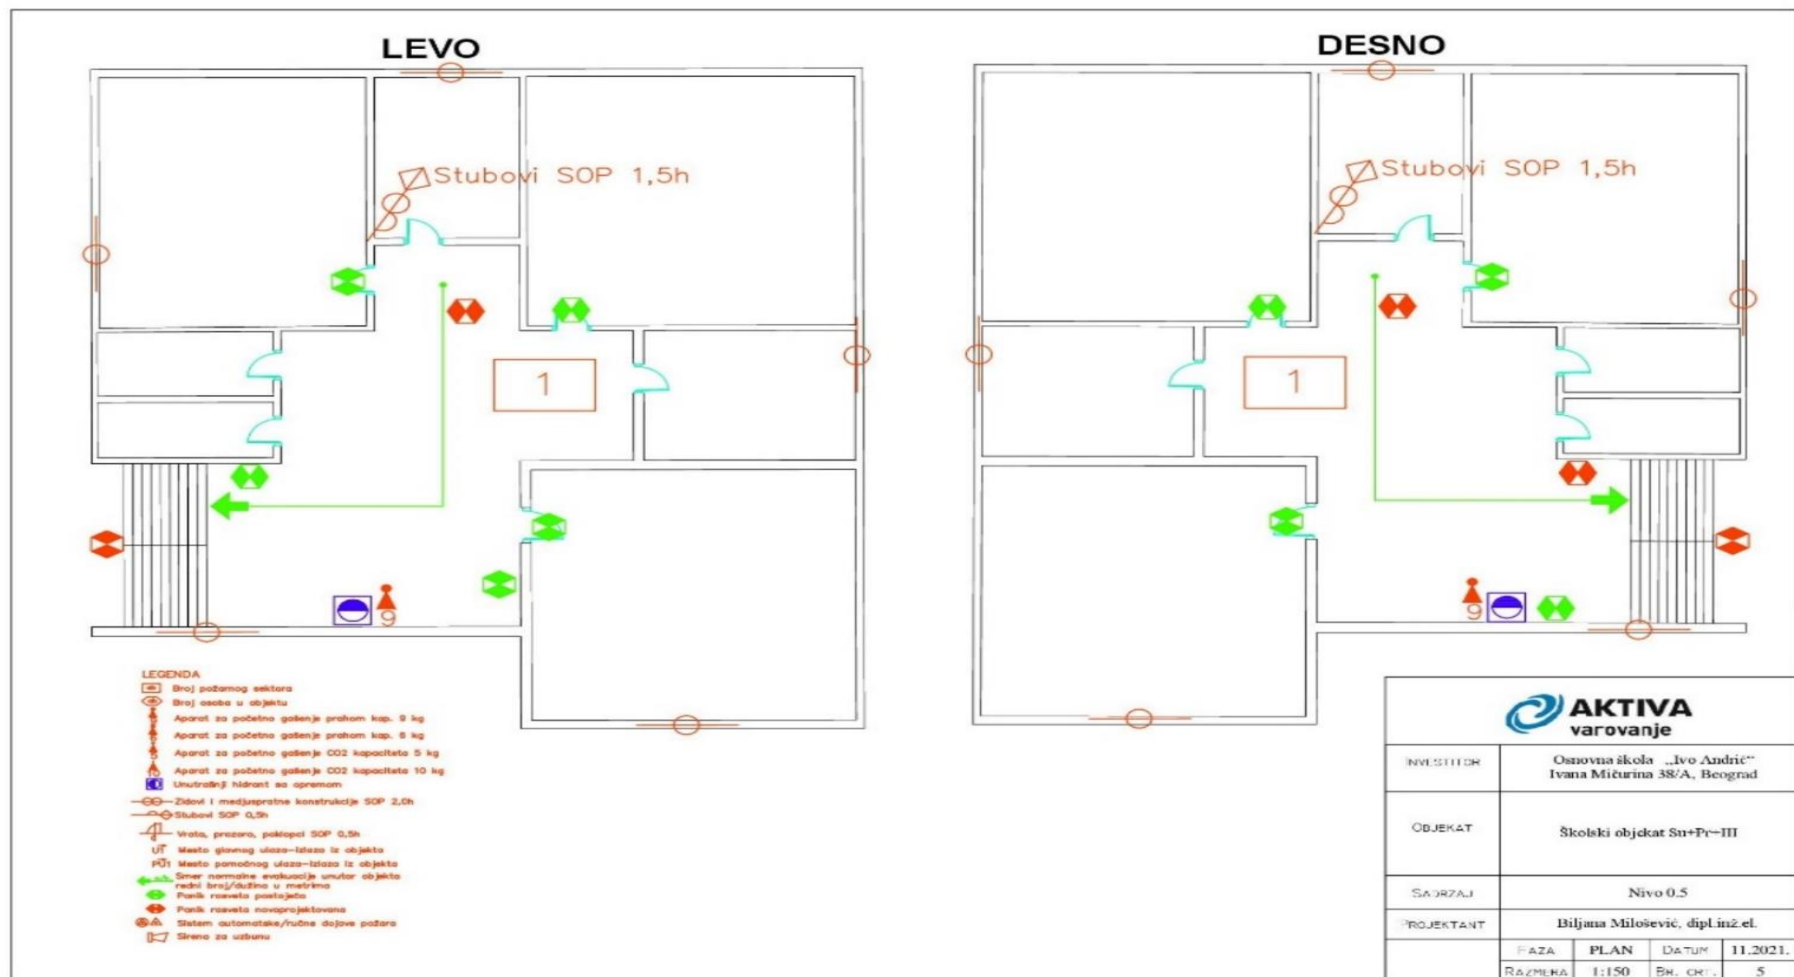 LEVO
DESNO
Stubovi SOP 1,5h
Stubovi SOP 1,5h
1
1
9
9
LEGENDA
Broj požarnog sektora
Broj osoba u objektu
Aparat za početno gašenje prahom kap. 9 kg
Aparat za početno gašenje prahom kap. 6 kg
Aparat za početno gašenje CO2 kapaciteta 5 kg
Aparat za početno gašenje CO2 kapaciteta 10 kg
Unutrašnji hidrant sa opremom
Zidovi i medjuspratne konstrukcije SOP 2,0h
Stubovi SOP 0,5h
Vrata, prozora, poklopci SOP 0,5h
Mesto glavnog ulaza-izlaza iz objekta
Mesto pomoćnog ulaza-izlaza iz objekta
Smer normalne evakuacije unutar objekta
redni broj/dužina u metrima
Panik rasveta postojeća
Panik rasveta novoprojektovana
Sistem automatske/ručne dojave požara
Sirena za uzbunu
AKTIVA
varovanje
INVESTITOR
Osnovna škola „Ivo Andrić“
Ivana Mičurina 38/A, Beograd
OBJEKAT
Školski objekat Su+Pr+III
SADRZAJ
Nivo 0.5
PROJEKTANT
Biljana Milošević, dipl.inž.el.
FAZA PLAN DATUM 11.2021.
RAZMERA 1:150 BR. CRT. 5